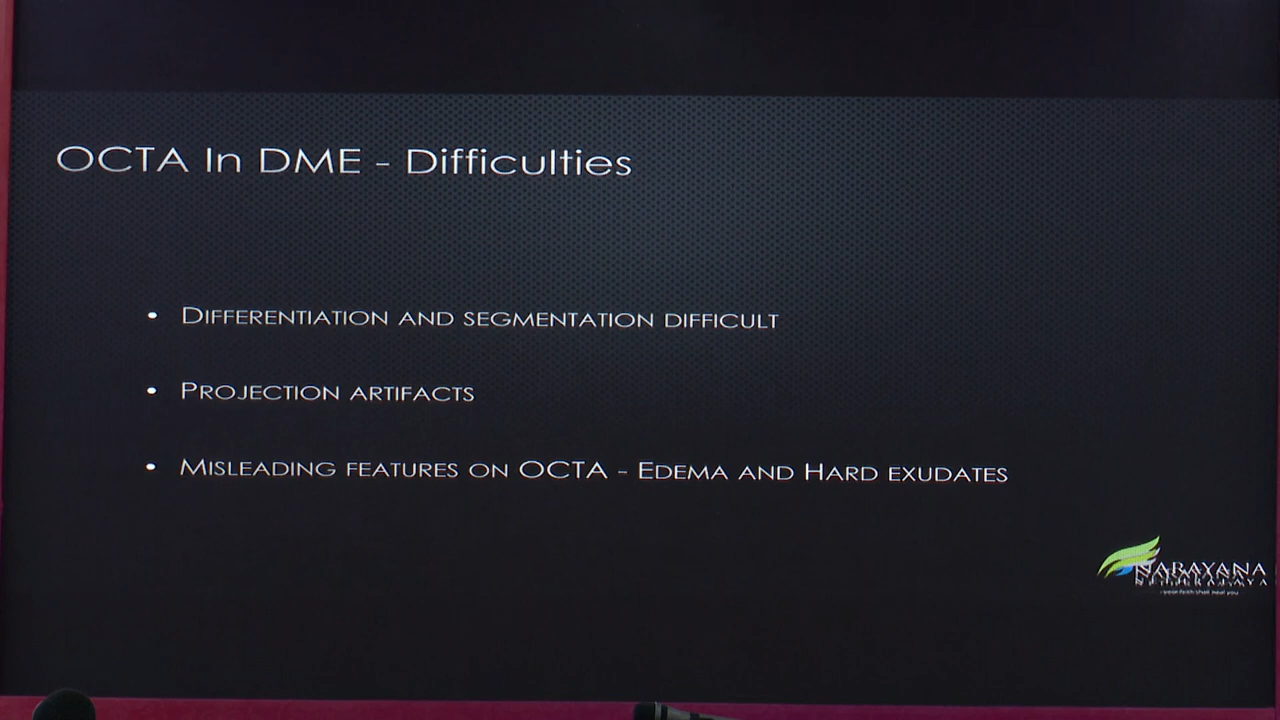 OCTA In DME - Difficulties
• DIFFERENTIATION AND SEGMENTATION DIFFICULT
• PROJECTION ARTIFACTS
• MISLEADING FEATURES ON OCTA - EDEMA AND HARD EXUDATES
NARAYANA